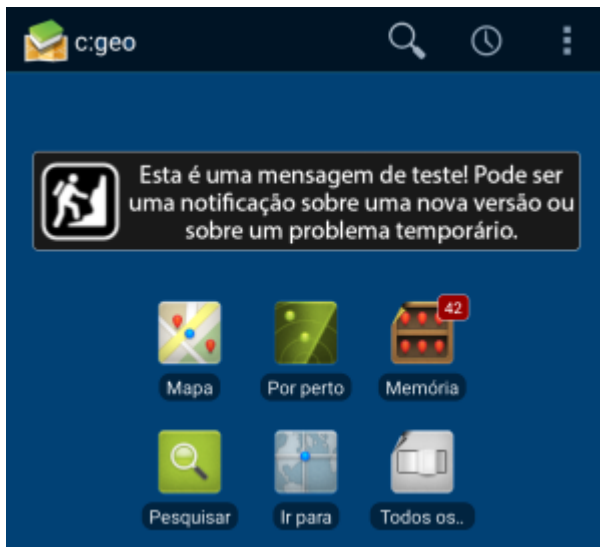 c:geo
Esta é uma mensagem de teste! Pode ser
uma notificação sobre uma nova versão ou
sobre um problema temporário.
42
Mapa
Por perto
Memória
Pesquisar
Ir para
Todos os..